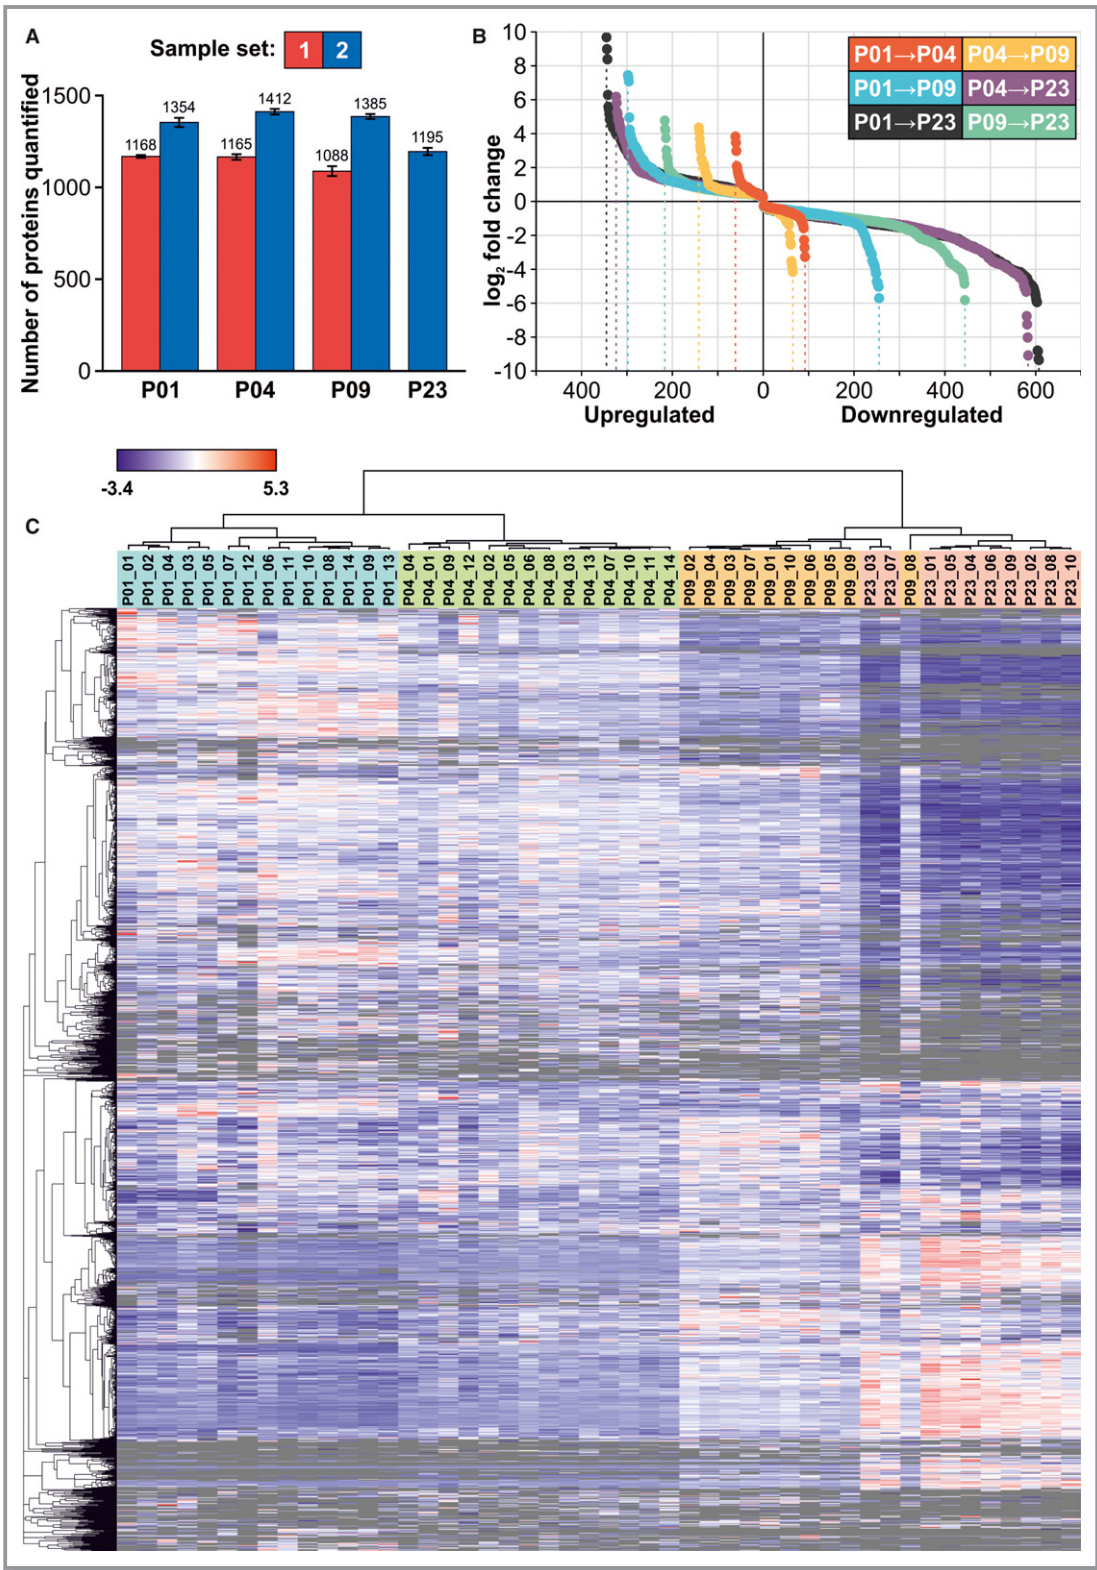 A
Sample set: 1 2
Number of proteins quantified
1500
1000
500
0
1168 1354 1165 1412 1088 1385 1195
P01 P04 P09 P23
B
log2 fold change
10
8
6
4
2
0
-2
-4
-6
-8
-10
P01→P04 P04→P09
P01→P09 P04→P23
P01→P23 P09→P23
400 200 0 200 400 600
Upregulated Downregulated
-3.4 5.3
C
P01_01
P01_02
P01_04
P01_03
P01_05
P01_07
P01_12
P01_06
P01_11
P01_10
P01_08
P01_14
P01_09
P01_13
P04_04
P04_01
P04_09
P04_12
P04_02
P04_05
P04_06
P04_08
P04_03
P04_13
P04_07
P04_10
P04_11
P04_14
P09_02
P09_04
P09_03
P09_07
P09_01
P09_10
P09_06
P09_05
P09_09
P23_03
P23_07
P09_08
P23_01
P23_05
P23_04
P23_06
P23_09
P23_02
P23_08
P23_10